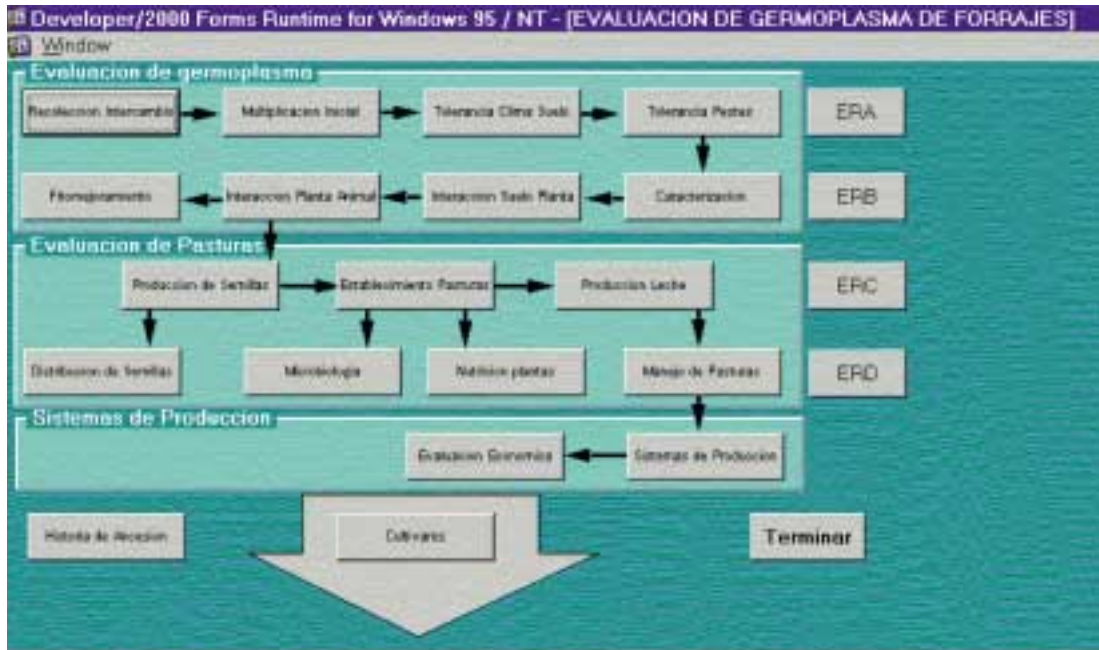 Developer/2000 Forms Runtime for Windows 95 / NT - [EVALUACION DE GERMOPLASMA DE FORRAJES]
Window
Evaluacion de germoplasma
Recoleccion Intercambio
Multiplicacion Inicial
Tolerancia Clima Suelo
Tolerancia Pestes
ERA
Fitomejoramiento
Interaccion Planta Animal
Interaccion Suelo Planta
Caracterizacion
ERB
Evaluacion de Pasturas
Produccion de Semillas
Establecimiento Pasturas
Produccion Leche
ERC
Distribucion de Semillas
Microbiologia
Nutricion plantas
Manejo de Pasturas
ERD
Sistemas de Produccion
Evaluacion Economica
Sistemas de Produccion
Historia de Accesion
Cultivares
Terminar